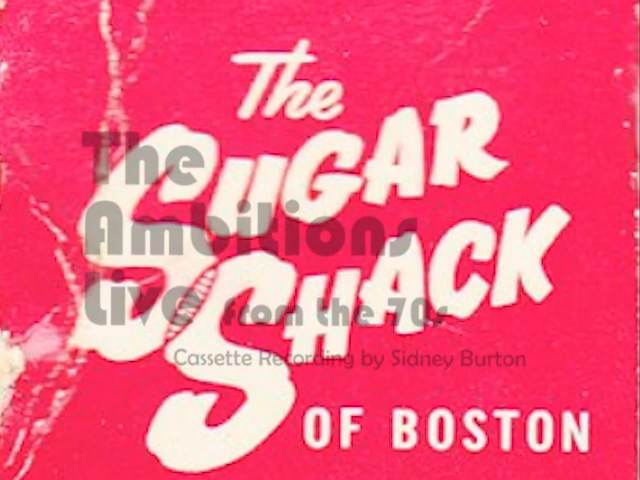 The
SUGAR
SHACK
OF BOSTON
The
Ambitions
Live from the 70s
Cassette Recording by Sidney Burton